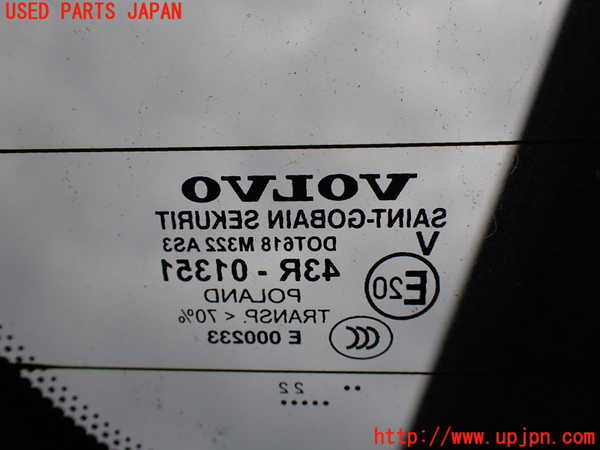 USED PARTS JAPAN
VOLVO
SAINT-GOBAIN SEKURIT
V
DOT618 M322 AS3
43R - 01351
E20
POLAND
TRANSP. < 70%
E 000233
CCC
22
http://www.upjpn.com/